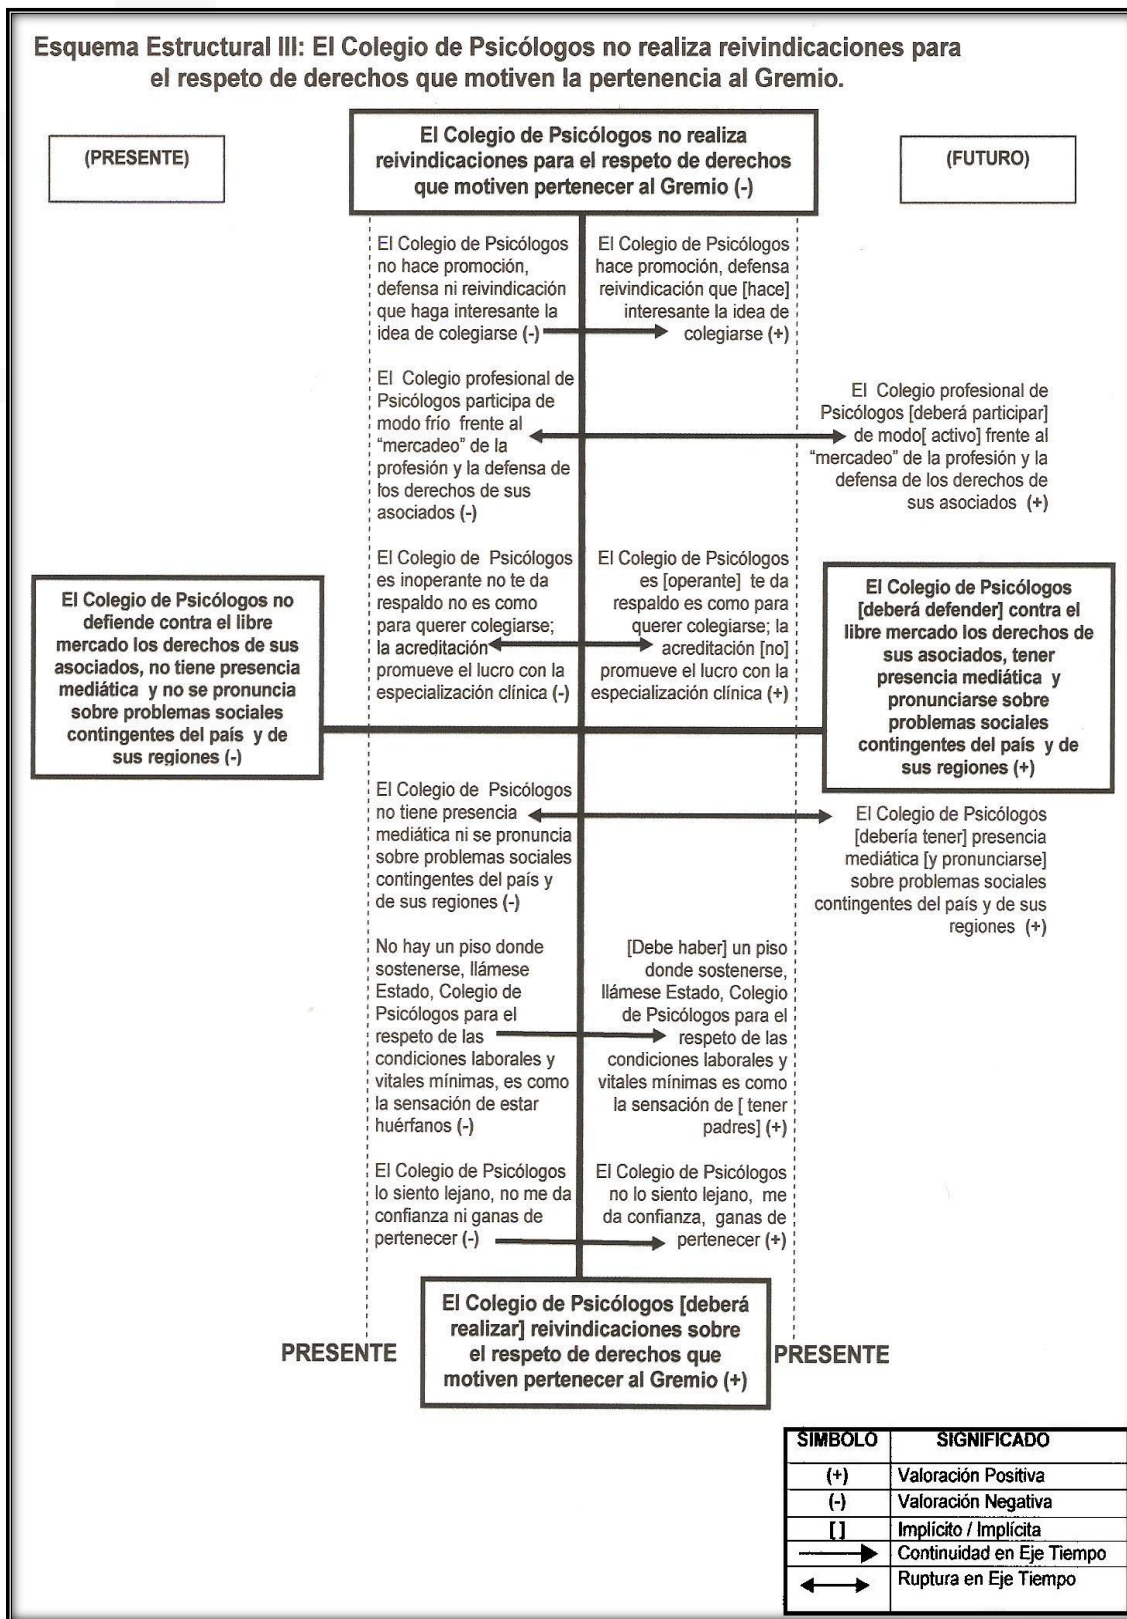 Esquema Estructural III: El Colegio de Psicólogos no realiza reivindicaciones para
el respeto de derechos que motiven la pertenencia al Gremio.
(PRESENTE)
El Colegio de Psicólogos no realiza
reivindicaciones para el respeto de derechos
que motiven pertenecer al Gremio (-)
(FUTURO)
El Colegio de Psicólogos
no hace promoción,
defensa ni reivindicación
que haga interesante la
idea de colegiarse (-)
El Colegio de Psicólogos
hace promoción, defensa
reivindicación que [hace]
interesante la idea de
colegiarse (+)
El Colegio profesional de
Psicólogos participa de
modo frío frente al
“mercadeo” de la
profesión y la defensa de
los derechos de sus
asociados (-)
El Colegio profesional de
Psicólogos [deberá participar]
de modo[ activo] frente al
“mercadeo” de la profesión y la
defensa de los derechos de
sus asociados (+)
El Colegio de Psicólogos no
defiende contra el libre
mercado los derechos de sus
asociados, no tiene presencia
mediática y no se pronuncia
sobre problemas sociales
contingentes del país y de
sus regiones (-)
El Colegio de Psicólogos
es inoperante no te da
respaldo no es como
para querer colegiarse;
la acreditación
promueve el lucro con la
especialización clínica (-)
El Colegio de Psicólogos
es [operante] te da
respaldo es como para
querer colegiarse; la
acreditación [no]
promueve el lucro con la
especialización clínica (+)
El Colegio de Psicólogos
[deberá defender] contra el
libre mercado los derechos de
sus asociados, tener
presencia mediática y
pronunciarse sobre
problemas sociales
contingentes del país y de
sus regiones (+)
El Colegio de Psicólogos
no tiene presencia
mediática ni se pronuncia
sobre problemas sociales
contingentes del país y
de sus regiones (-)
El Colegio de Psicólogos
[debería tener] presencia
mediática [y pronunciarse]
sobre problemas sociales
contingentes del país y de sus
regiones (+)
No hay un piso donde
sostenerse, llámese
Estado, Colegio de
Psicólogos para el
respeto de las
condiciones laborales y
vitales mínimas, es como
la sensación de estar
huérfanos (-)
[Debe haber] un piso
donde sostenerse,
llámese Estado, Colegio
de Psicólogos para el
respeto de las
condiciones laborales y
vitales mínimas es como
la sensación de [ tener
padres] (+)
El Colegio de Psicólogos
lo siento lejano, no me da
confianza ni ganas de
pertenecer (-)
El Colegio de Psicólogos
no lo siento lejano, me
da confianza, ganas de
pertenecer (+)
PRESENTE
El Colegio de Psicólogos [deberá
realizar] reivindicaciones sobre
el respeto de derechos que
motiven pertenecer al Gremio (+)
PRESENTE
SIMBOLO SIGNIFICADO
(+) Valoración Positiva
(-) Valoración Negativa
[ ] Implícito / Implícita
Continuidad en Eje Tiempo
Ruptura en Eje Tiempo